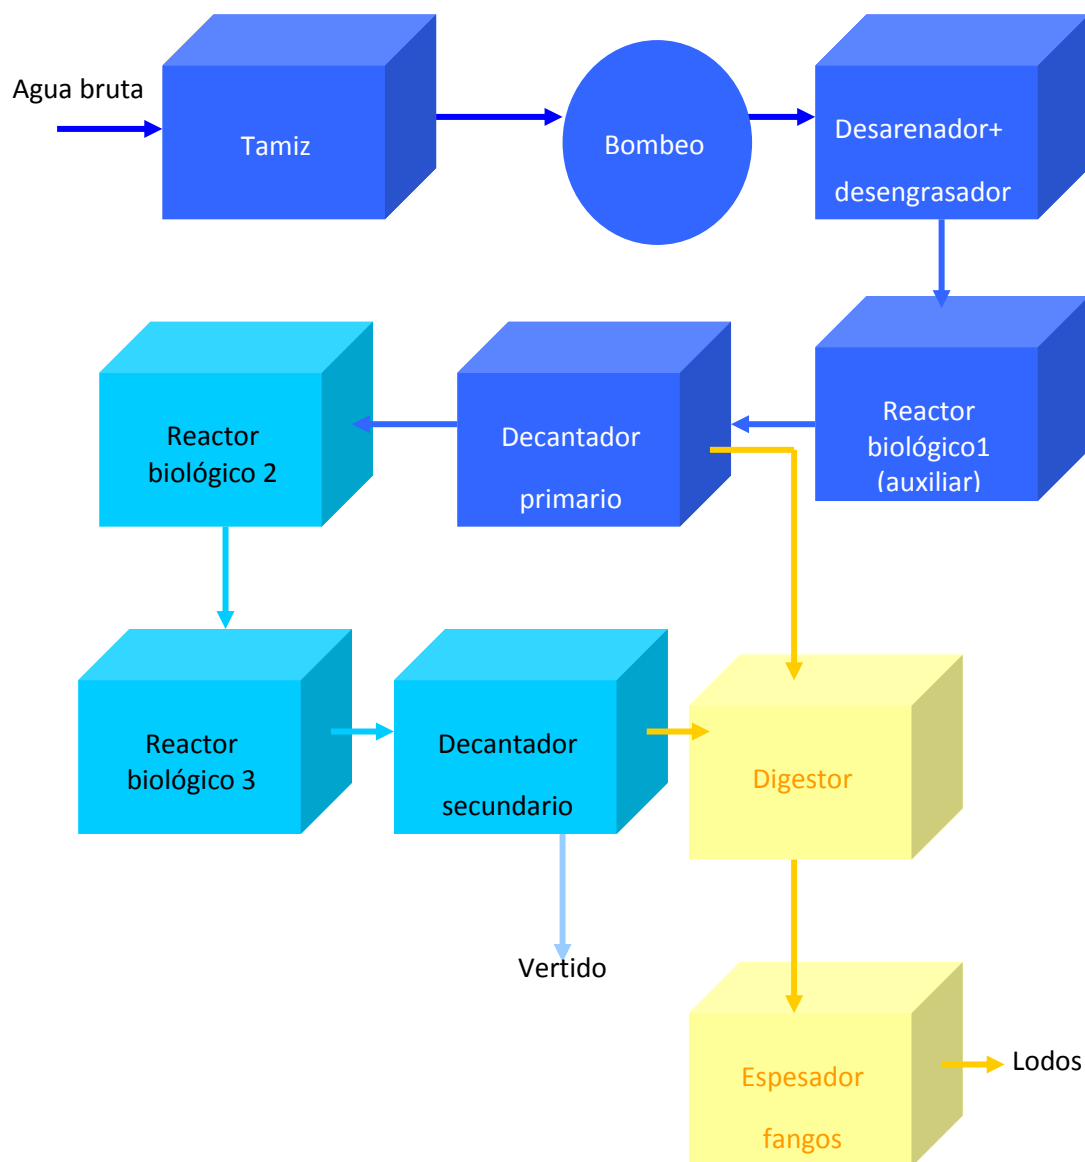 Agua bruta
Tamiz
Bombeo
Desarenador+
desengrasador
Reactor
biológico1
(auxiliar)
Decantador
primario
Reactor
biológico 2
Reactor
biológico 3
Decantador
secundario
Digestor
Vertido
Espesador
fangos
Lodos